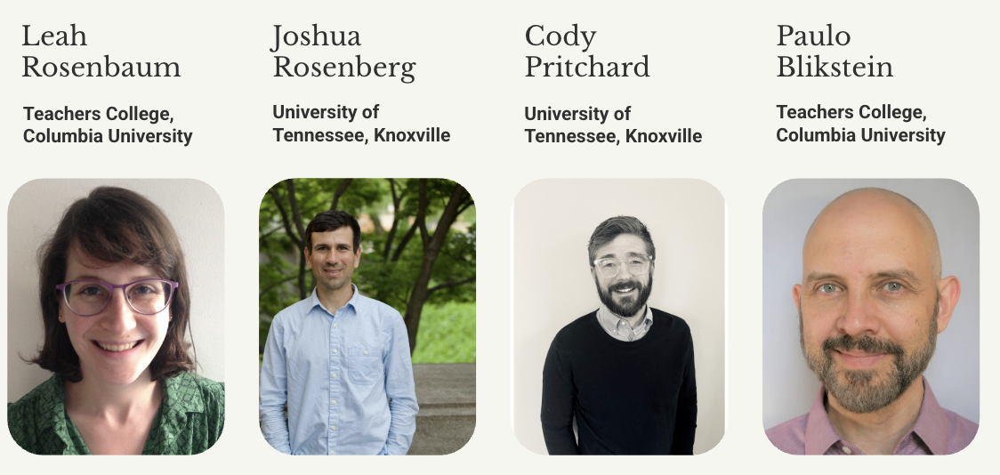 Leah
Rosenbaum
Teachers College,
Columbia University
Joshua
Rosenberg
University of
Tennessee, Knoxville
Cody
Pritchard
University of
Tennessee, Knoxville
Paulo
Blikstein
Teachers College,
Columbia University